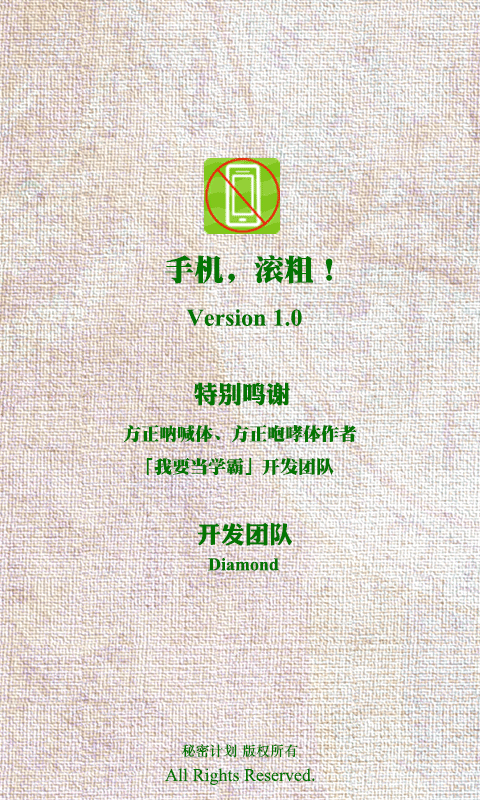 手机，滚粗！
Version 1.0
特别鸣谢
方正呐喊体、方正咆哮体作者
「我要当学霸」开发团队
开发团队
Diamond
秘密计划 版权所有
All Rights Reserved.